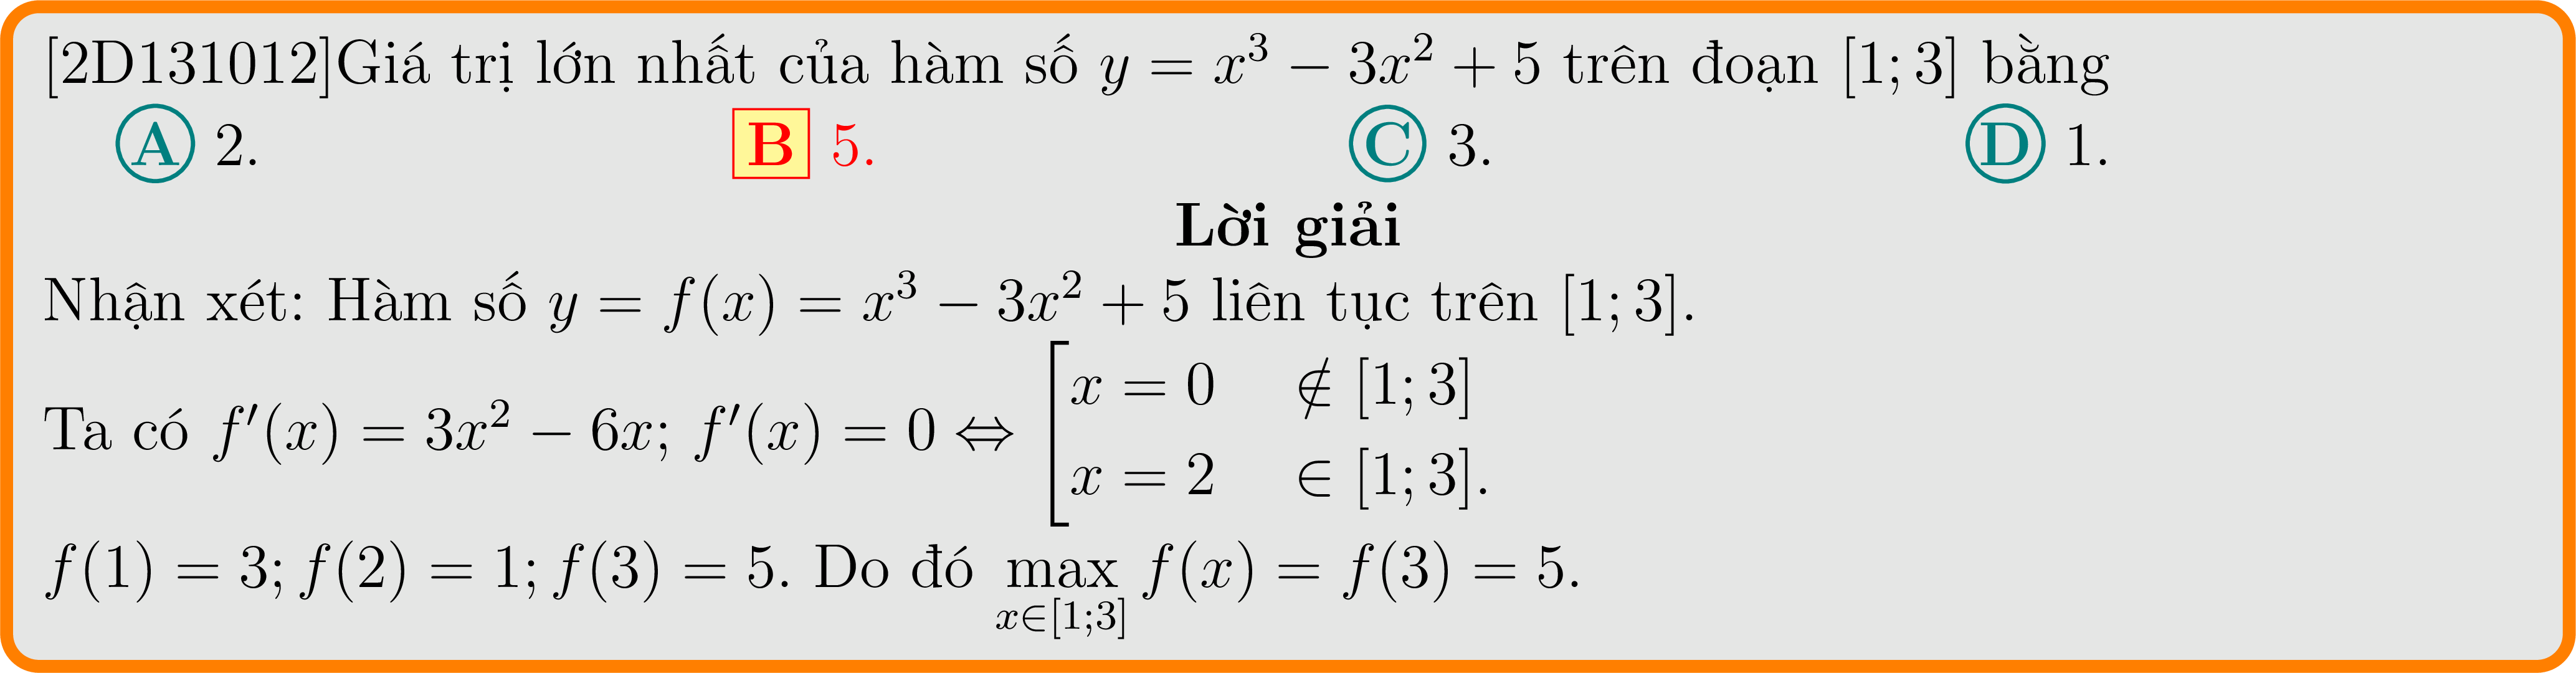 [2D131012]Giá trị lớn nhất của hàm số $y = x^3 - 3x^2 + 5$ trên đoạn $[1; 3]$ bằng
A 2. B 5. C 3. D 1.
Lời giải
Nhận xét: Hàm số $y = f(x) = x^3 - 3x^2 + 5$ liên tục trên $[1; 3]$.
Ta có $f'(x) = 3x^2 - 6x$; $f'(x) = 0 \Leftrightarrow \left[\begin{array}{ll} x = 0 & \notin [1; 3] \\ x = 2 & \in [1; 3]. \end{array}\right.$
$f(1) = 3; f(2) = 1; f(3) = 5$. Do đó $\max\limits_{x \in [1;3]} f(x) = f(3) = 5$.